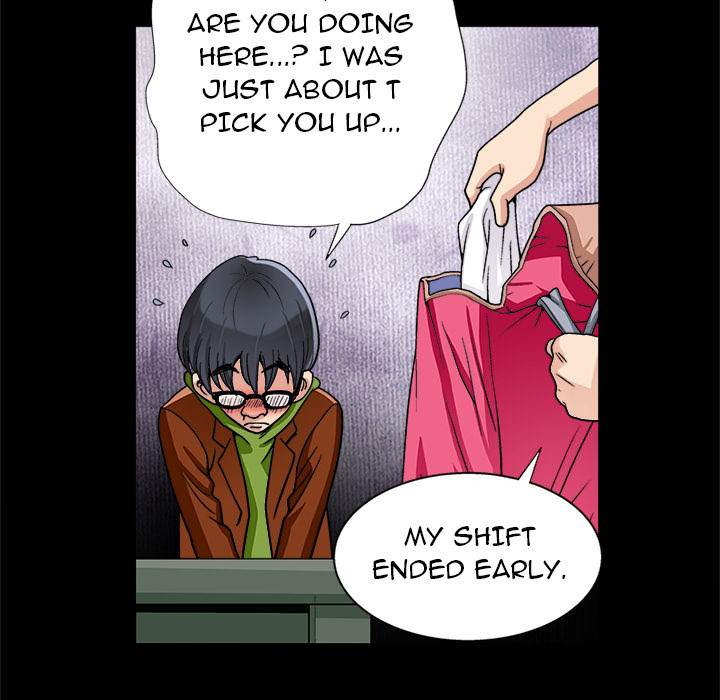 ARE YOU DOING
HERE...? I WAS
JUST ABOUT T
PICK YOU UP...
MY SHIFT
ENDED EARLY.